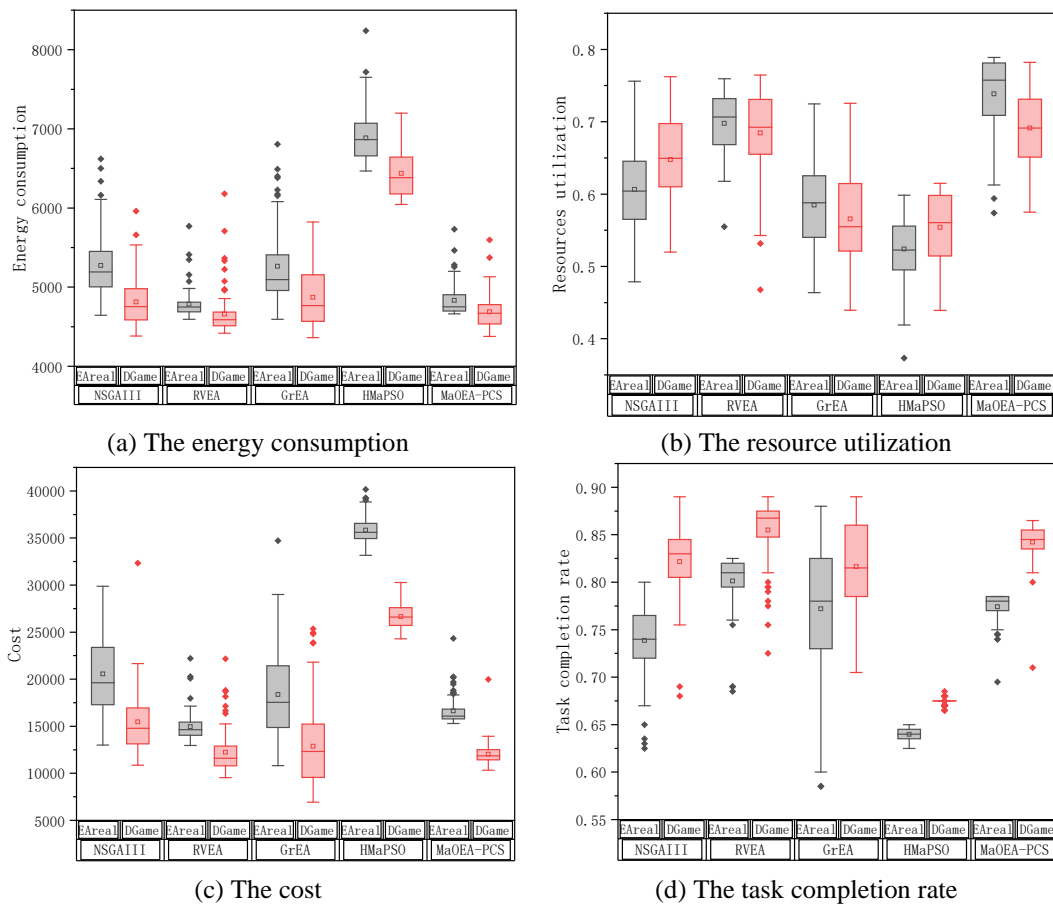 Energy consumption
8000
7000
6000
5000
4000
EAreal DGame EAreal DGame EAreal DGame EAreal DGame EAreal DGame
NSGAIII RVEA GrEA HMaPSO MaOEA-PCS
(a) The energy consumption
Resources utilization
0.8
0.7
0.6
0.5
0.4
EAreal DGame EAreal DGame EAreal DGame EAreal DGame EAreal DGame
NSGAIII RVEA GrEA HMaPSO MaOEA-PCS
(b) The resource utilization
Cost
40000
35000
30000
25000
20000
15000
10000
5000
EAreal DGame EAreal DGame EAreal DGame EAreal DGame EAreal DGame
NSGAIII RVEA GrEA HMaPSO MaOEA-PCS
(c) The cost
Task completion rate
0.90
0.85
0.80
0.75
0.70
0.65
0.60
0.55
EAreal DGame EAreal DGame EAreal DGame EAreal DGame EAreal DGame
NSGAIII RVEA GrEA HMaPSO MaOEA-PCS
(d) The task completion rate